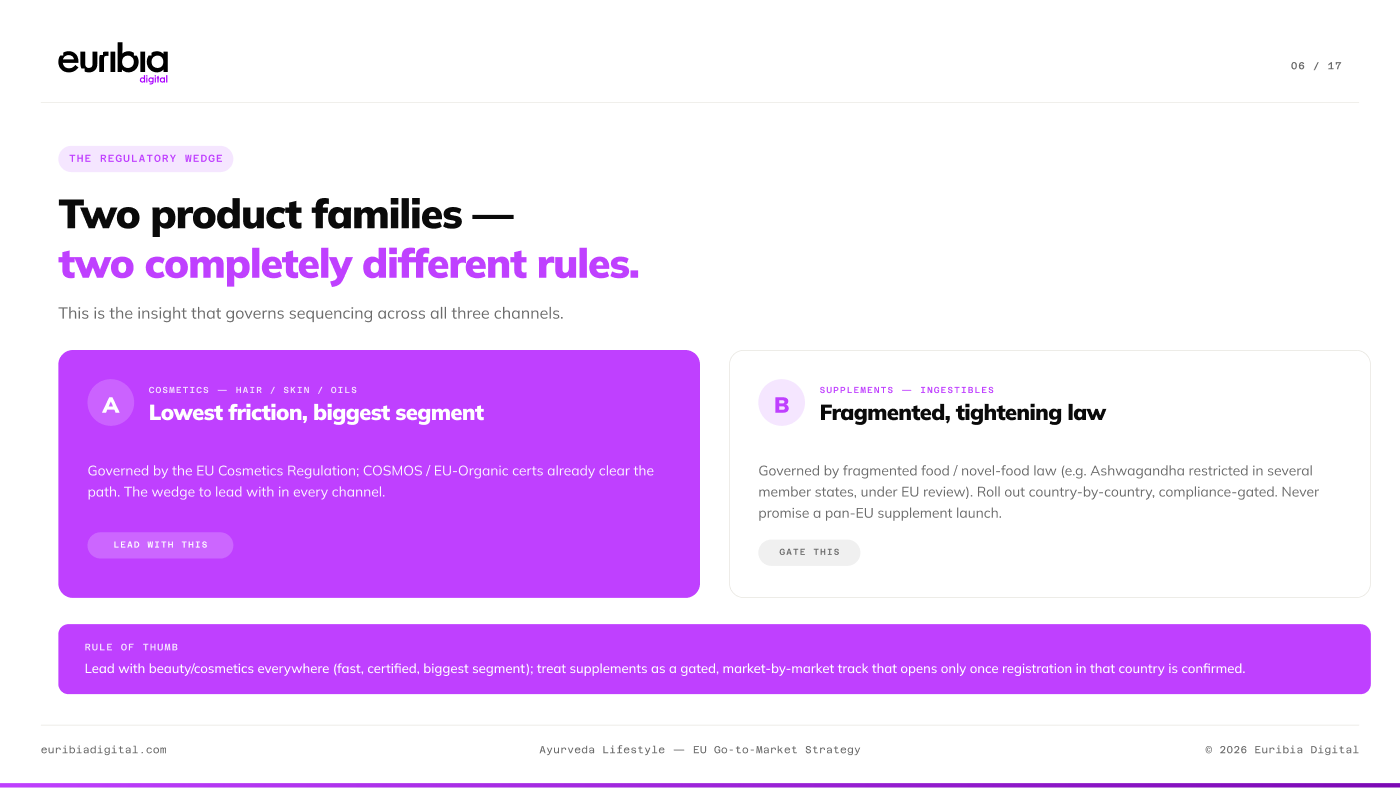 euribia
digital
06 / 17
THE REGULATORY WEDGE
Two product families —
two completely different rules.
This is the insight that governs sequencing across all three channels.
A
COSMETICS — HAIR / SKIN / OILS
Lowest friction, biggest segment
Governed by the EU Cosmetics Regulation; COSMOS / EU-Organic certs already clear the
path. The wedge to lead with in every channel.
LEAD WITH THIS
B
SUPPLEMENTS — INGESTIBLES
Fragmented, tightening law
Governed by fragmented food / novel-food law (e.g. Ashwagandha restricted in several
member states, under EU review). Roll out country-by-country, compliance-gated. Never
promise a pan-EU supplement launch.
GATE THIS
RULE OF THUMB
Lead with beauty/cosmetics everywhere (fast, certified, biggest segment); treat supplements as a gated, market-by-market track that opens only once registration in that country is confirmed.
euribiadigital.com
Ayurveda Lifestyle — EU Go-to-Market Strategy
© 2026 Euribia Digital